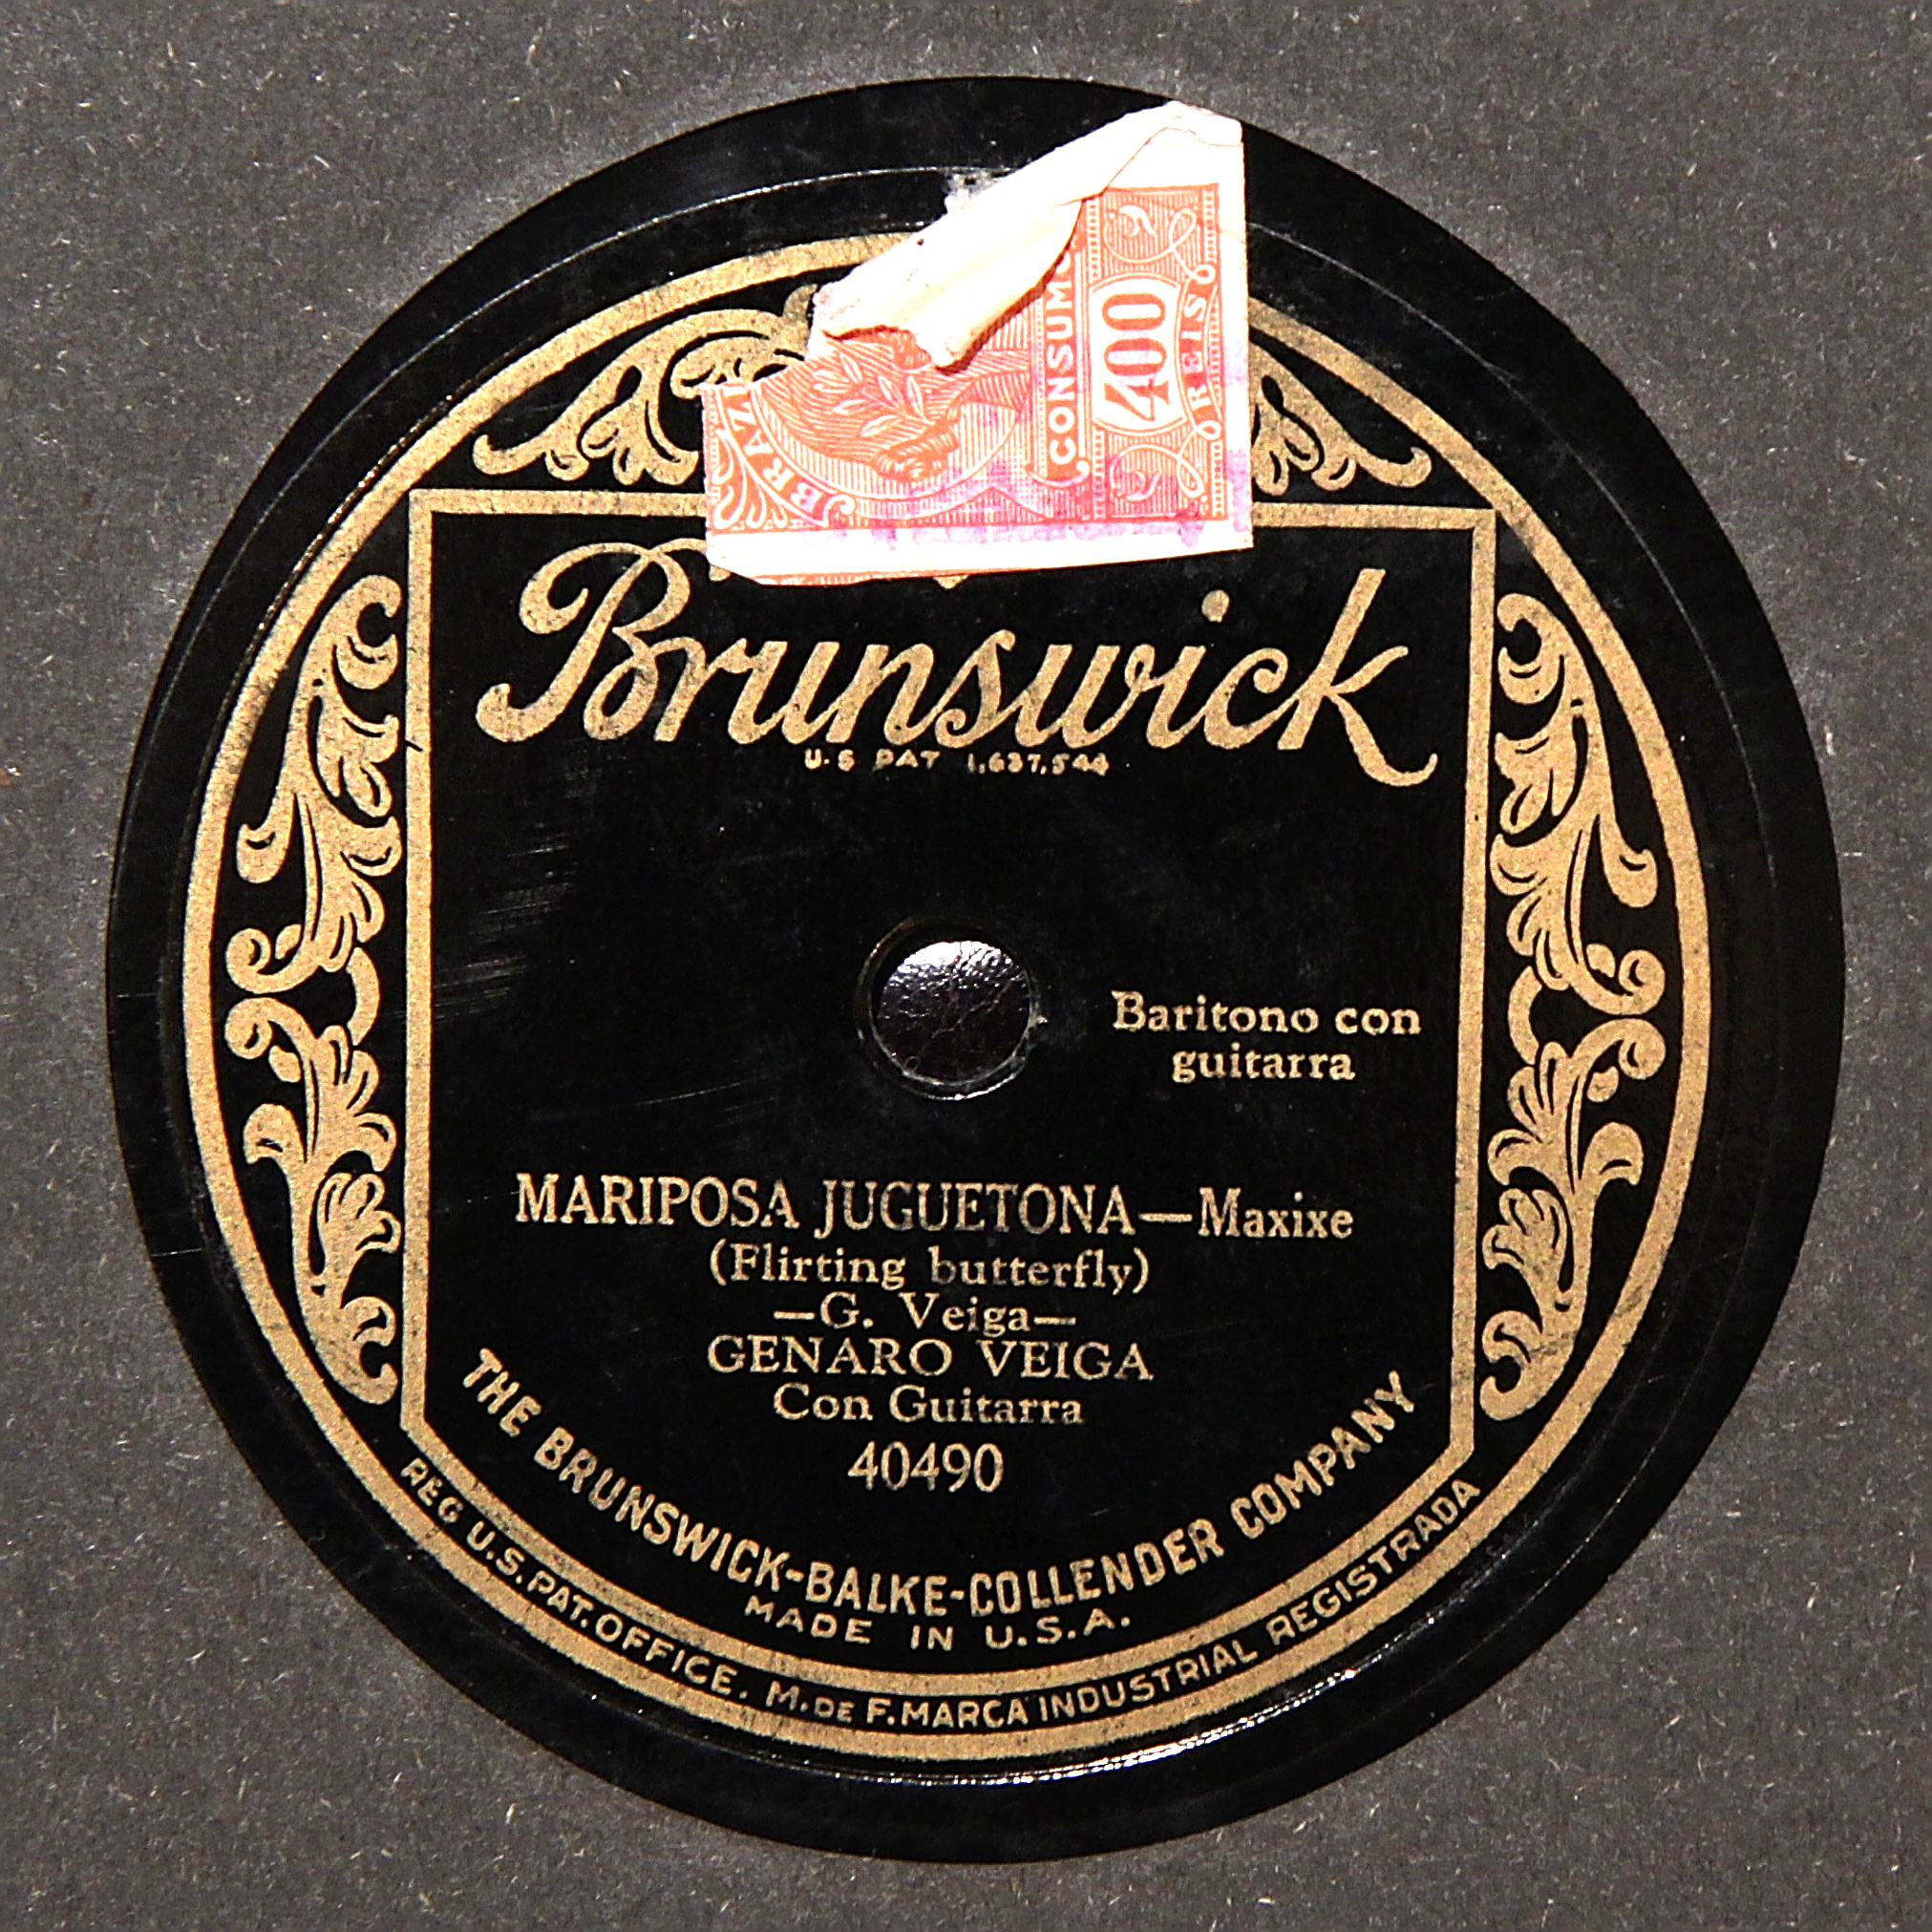 BRAZI
CONSUMO
400
REIS
Brunswick
U.S PAT 1,637,544
Baritono con
guitarra
MARIPOSA JUGUETONA—Maxixe
(Flirting butterfly)
—G. Veiga—
GENARO VEIGA
Con Guitarra
40490
THE BRUNSWICK-BALKE-COLLENDER COMPANY
MADE IN U.S.A.
REG U.S. PAT. OFFICE. M. DE F. MARCA INDUSTRIAL REGISTRADA